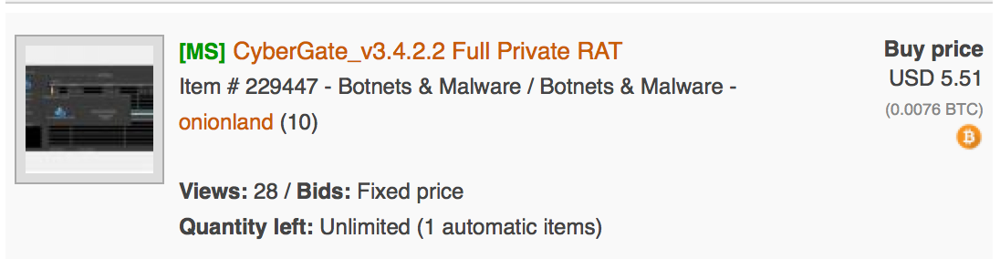 [MS] CyberGate_v3.4.2.2 Full Private RAT
Item # 229447 - Botnets & Malware / Botnets & Malware -
onionland (10)
Views: 28 / Bids: Fixed price
Quantity left: Unlimited (1 automatic items)
Buy price
USD 5.51
(0.0076 BTC)